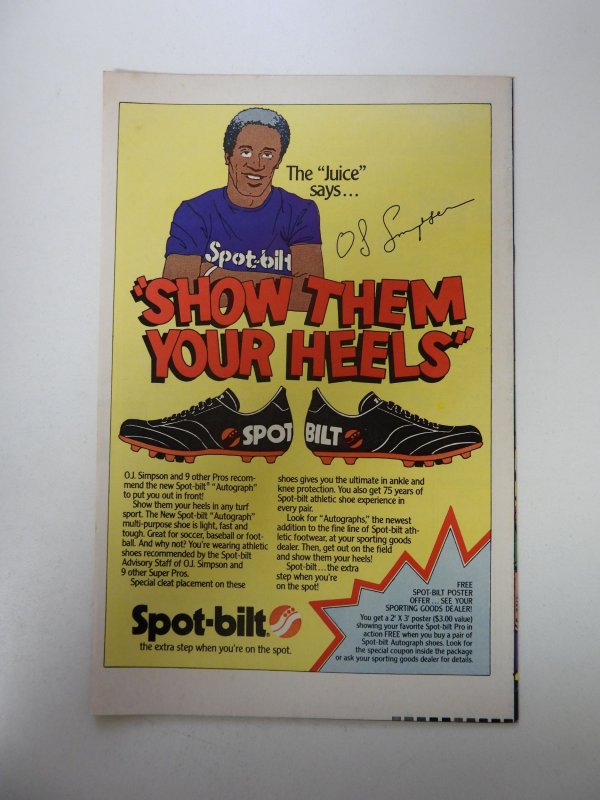 The "Juice"
says...
OJ Simpson
Spot-bilt
"SHOW THEM
YOUR HEELS"
SPOT BILT
O.J. Simpson and 9 other Pros recom-
mend the new Spot-bilt® "Autograph"
to put you out in front!
Show them your heels in any turf
sport. The New Spot-bilt "Autograph"
multi-purpose shoe is light, fast and
tough. Great for soccer, baseball or foot-
ball. And why not? You're wearing athletic
shoes recommended by the Spot-bilt
Advisory Staff of O.J. Simpson and
9 other Super Pros.
Special cleat placement on these
shoes gives you the ultimate in ankle and
knee protection. You also get 75 years of
Spot-bilt athletic shoe experience in
every pair.
Look for "Autographs," the newest
addition to the fine line of Spot-bilt ath-
letic footwear, at your sporting goods
dealer. Then, get out on the field
and show them your heels!
Spot-bilt...the extra
step when you're
on the spot!
Spot-bilt®
the extra step when you're on the spot.
FREE
SPOT-BILT POSTER
OFFER...SEE YOUR
SPORTING GOODS DEALER!
You get a 2' X 3' poster ($3.00 value)
showing your favorite Spot-bilt Pro in
action FREE when you buy a pair of
Spot-bilt Autograph shoes. Look for
the special coupon inside the package
or ask your sporting goods dealer for details.